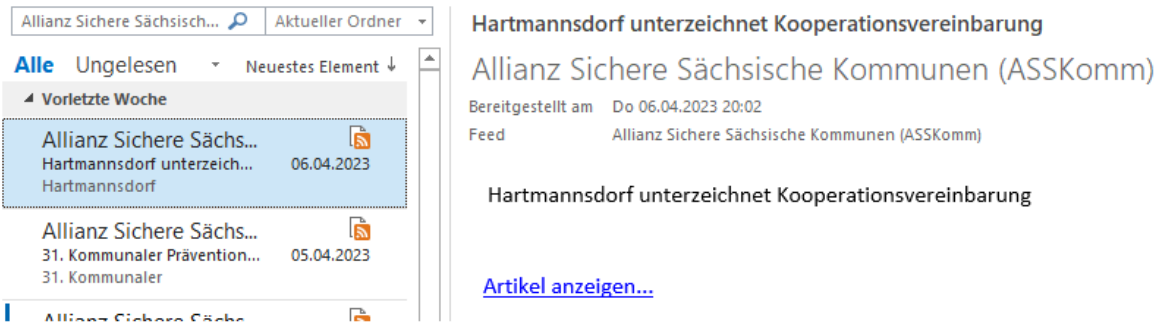 Allianz Sichere Sächsisch...
Aktueller Ordner
Alle Ungelesen Neuestes Element ↓
Vorletzte Woche
Allianz Sichere Sächs...
Hartmannsdorf unterzeich... 06.04.2023
Hartmannsdorf
Allianz Sichere Sächs...
31. Kommunaler Prävention... 05.04.2023
31. Kommunaler
Allianz Sichere Sächs...
Hartmannsdorf unterzeichnet Kooperationsvereinbarung
Allianz Sichere Sächsische Kommunen (ASSKomm)
Bereitgestellt am Do 06.04.2023 20:02
Feed Allianz Sichere Sächsische Kommunen (ASSKomm)
Hartmannsdorf unterzeichnet Kooperationsvereinbarung
Artikel anzeigen...